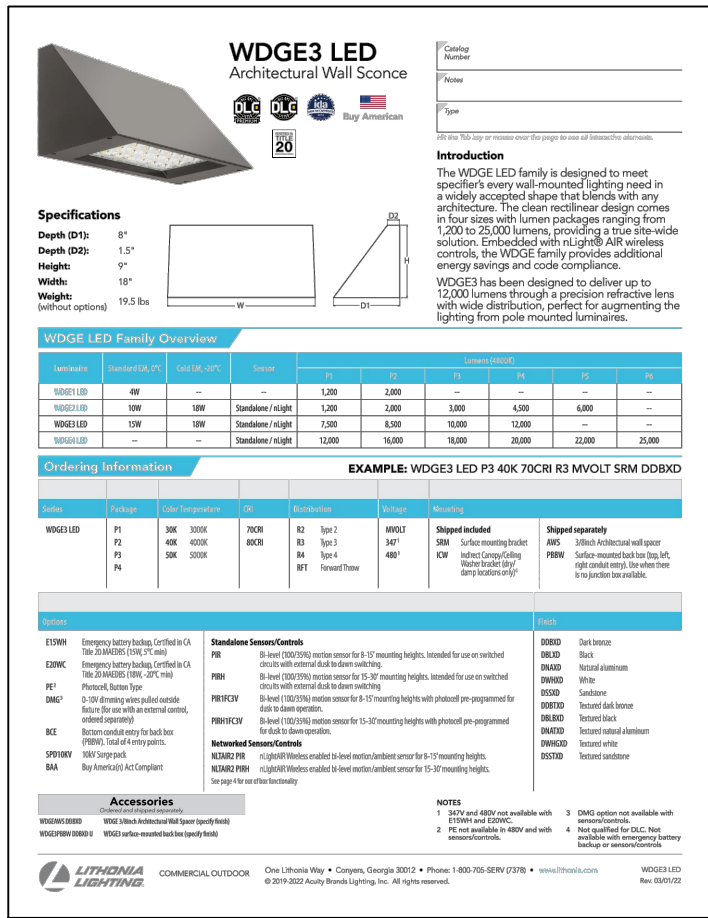 WDGE3 LED
Architectural Wall Sconce
DLC PREMIUM
DLC
ida
Buy American
TITLE
20
Catalog
Number
Notes
Type
Hit the Tab key or mouse over the page to see all interactive elements.
Introduction
The WDGE LED family is designed to meet
specifier's every wall-mounted lighting need in
a widely accepted shape that blends with any
architecture. The clean rectilinear design comes
in four sizes with lumen packages ranging from
1,200 to 25,000 lumens, providing a true site-wide
solution. Embedded with nLight® AIR wireless
controls, the WDGE family provides additional
energy savings and code compliance.
WDGE3 has been designed to deliver up to
12,000 lumens through a precision refractive lens
with wide distribution, perfect for augmenting the
lighting from pole mounted luminaires.
Specifications
Depth (D1): 8"
Depth (D2): 1.5"
Height: 9"
Width: 18"
Weight: 19.5 lbs
(without options)
W
D1
D2
H
WDGE LED Family Overview
Luminaire Standard EM, 0°C Cold EM, -20°C Sensor Lumens (4000K)
P1 P2 P3 P4 P5 P6
WDGE1 LED 4W -- -- 1,200 2,000 -- -- -- --
WDGE2 LED 10W 18W Standalone / nLight 1,200 2,000 3,000 4,500 6,000 --
WDGE3 LED 15W 18W Standalone / nLight 7,500 8,500 10,000 12,000 -- --
WDGE4 LED -- -- Standalone / nLight 12,000 16,000 18,000 20,000 22,000 25,000
Ordering Information
EXAMPLE: WDGE3 LED P3 40K 70CRI R3 MVOLT SRM DDBXD
Series Package Color Temperature CRI Distribution Voltage Mounting
WDGE3 LED P1 30K 3000K 70CRI R2 Type 2 MVOLT Shipped included Shipped separately
P2 40K 4000K 80CRI R3 Type 3 347¹ SRM Surface mounting bracket AWS 3/8inch Architectural wall spacer
P3 50K 5000K R4 Type 4 480¹ ICW Indirect Canopy/Ceiling PBBW Surface-mounted back box (top, left,
P4 RFT Forward Throw Washer bracket (dry/ right conduit entry). Use when there
damp locations only)⁴ is no junction box available.
Options
E15WH Emergency battery backup, Certified in CA
Title 20 MAEDBS (15W, 5°C min)
E20WC Emergency battery backup, Certified in CA
Title 20 MAEDBS (18W, -20°C min)
PE² Photocell, Button Type
DMG³ 0-10V dimming wires pulled outside
fixture (for use with an external control,
ordered separately)
BCE Bottom conduit entry for back box
(PBBW). Total of 4 entry points.
SPD10KV 10kV Surge pack
BAA Buy America(n) Act Compliant
Standalone Sensors/Controls
PIR Bi-level (100/35%) motion sensor for 8-15' mounting heights. Intended for use on switched
circuits with external dusk to dawn switching.
PIRH Bi-level (100/35%) motion sensor for 15-30' mounting heights. Intended for use on switched
circuits with external dusk to dawn switching
PIR1FC3V Bi-level (100/35%) motion sensor for 8-15' mounting heights with photocell pre-programmed for
dusk to dawn operation.
PIRH1FC3V Bi-level (100/35%) motion sensor for 15-30' mounting heights with photocell pre-programmed
for dusk to dawn operation.
Networked Sensors/Controls
NLTAIR2 PIR nLightAIR Wireless enabled bi-level motion/ambient sensor for 8-15' mounting heights.
NLTAIR2 PIRH nLightAIR Wireless enabled bi-level motion/ambient sensor for 15-30' mounting heights.
See page 4 for out of box functionality
Finish
DDBXD Dark bronze
DBLXD Black
DNAXD Natural aluminum
DWHXD White
DSSXD Sandstone
DDBTXD Textured dark bronze
DBLBXD Textured black
DNATXD Textured natural aluminum
DWHGXD Textured white
DSSTXD Textured sandstone
Accessories
Ordered and shipped separately.
WDGEAWS DDBXD WDGE 3/8inch Architectural Wall Spacer (specify finish)
WDGE3PBBW DDBXD U WDGE3 surface-mounted back box (specify finish)
NOTES
1 347V and 480V not available with
E15WH and E20WC.
2 PE not available in 480V and with
sensors/controls.
3 DMG option not available with
sensors/controls.
4 Not qualified for DLC. Not
available with emergency battery
backup or sensors/controls
LITHONIA
LIGHTING.
COMMERCIAL OUTDOOR
One Lithonia Way • Conyers, Georgia 30012 • Phone: 1-800-705-SERV (7378) • www.lithonia.com
© 2019-2022 Acuity Brands Lighting, Inc. All rights reserved.
WDGE3 LED
Rev. 03/01/22